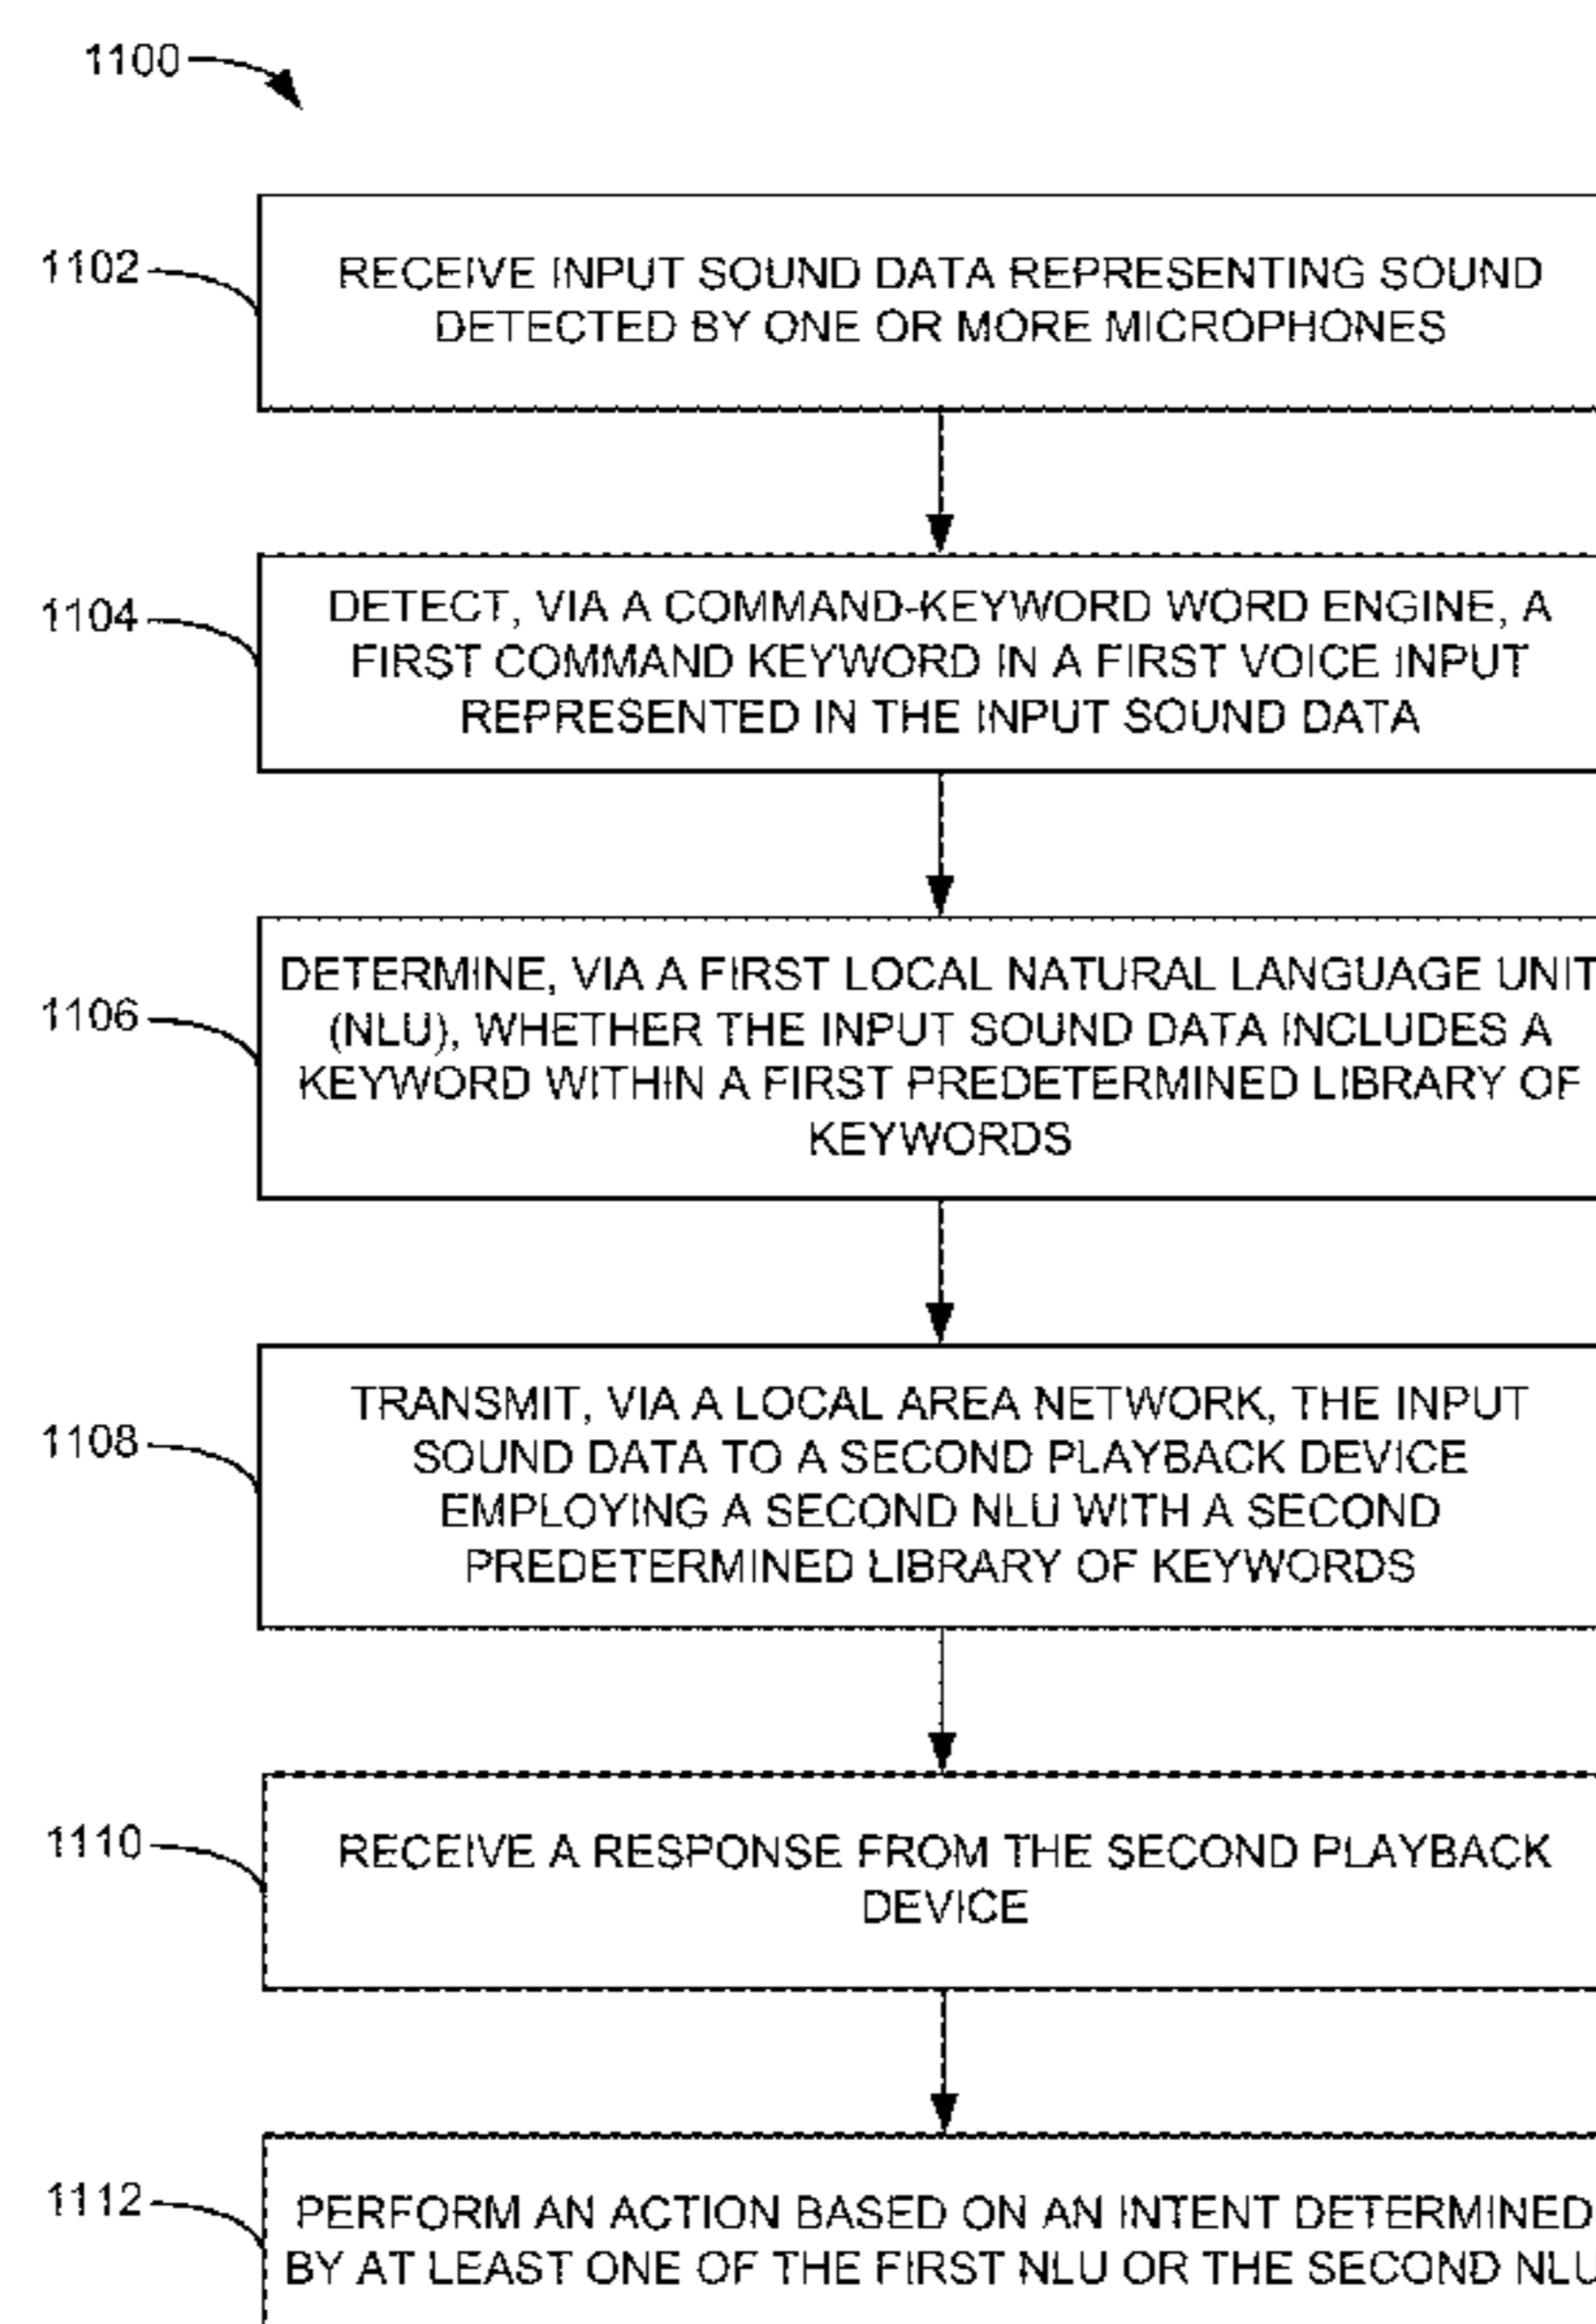 1100
1102
RECEIVE INPUT SOUND DATA REPRESENTING SOUND
DETECTED BY ONE OR MORE MICROPHONES
1104
DETECT, VIA A COMMAND-KEYWORD WORD ENGINE, A
FIRST COMMAND KEYWORD IN A FIRST VOICE INPUT
REPRESENTED IN THE INPUT SOUND DATA
1106
DETERMINE, VIA A FIRST LOCAL NATURAL LANGUAGE UNIT
(NLU), WHETHER THE INPUT SOUND DATA INCLUDES A
KEYWORD WITHIN A FIRST PREDETERMINED LIBRARY OF
KEYWORDS
1108
TRANSMIT, VIA A LOCAL AREA NETWORK, THE INPUT
SOUND DATA TO A SECOND PLAYBACK DEVICE
EMPLOYING A SECOND NLU WITH A SECOND
PREDETERMINED LIBRARY OF KEYWORDS
1110
RECEIVE A RESPONSE FROM THE SECOND PLAYBACK
DEVICE
1112
PERFORM AN ACTION BASED ON AN INTENT DETERMINED
BY AT LEAST ONE OF THE FIRST NLU OR THE SECOND NLU